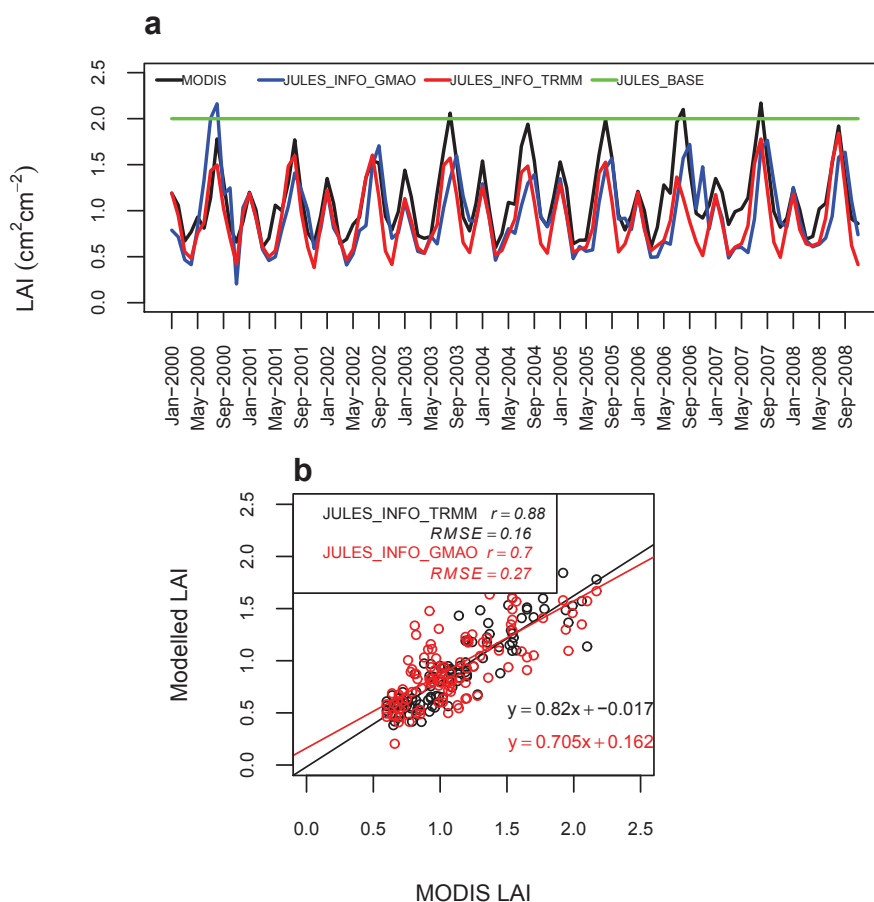 a
MODIS JULES_INFO_GMAO JULES_INFO_TRMM JULES_BASE
LAI (cm²cm⁻²)
2.5
2.0
1.5
1.0
0.5
0.0
Jan−2000
May−2000
Sep−2000
Jan−2001
May−2001
Sep−2001
Jan−2002
May−2002
Sep−2002
Jan−2003
May−2003
Sep−2003
Jan−2004
May−2004
Sep−2004
Jan−2005
May−2005
Sep−2005
Jan−2006
May−2006
Sep−2006
Jan−2007
May−2007
Sep−2007
Jan−2008
May−2008
Sep−2008
b
JULES_INFO_TRMM r = 0.88
RMSE = 0.16
JULES_INFO_GMAO r = 0.7
RMSE = 0.27
Modelled LAI
2.5
2.0
1.5
1.0
0.5
0.0
y = 0.82x + −0.017
y = 0.705x + 0.162
0.0 0.5 1.0 1.5 2.0 2.5
MODIS LAI